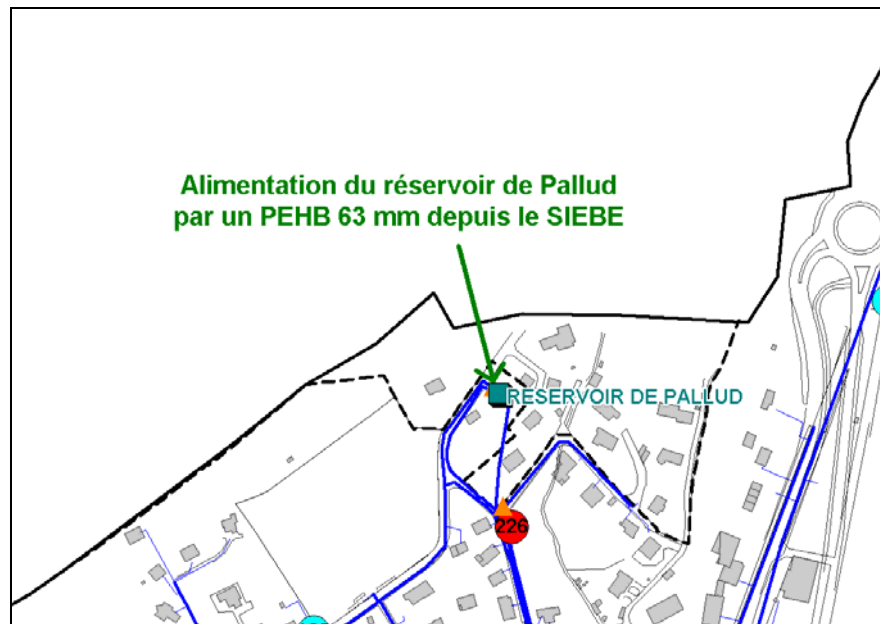 Alimentation du réservoir de Pallud
par un PEHB 63 mm depuis le SIEBE
RESERVOIR DE PALLUD
226